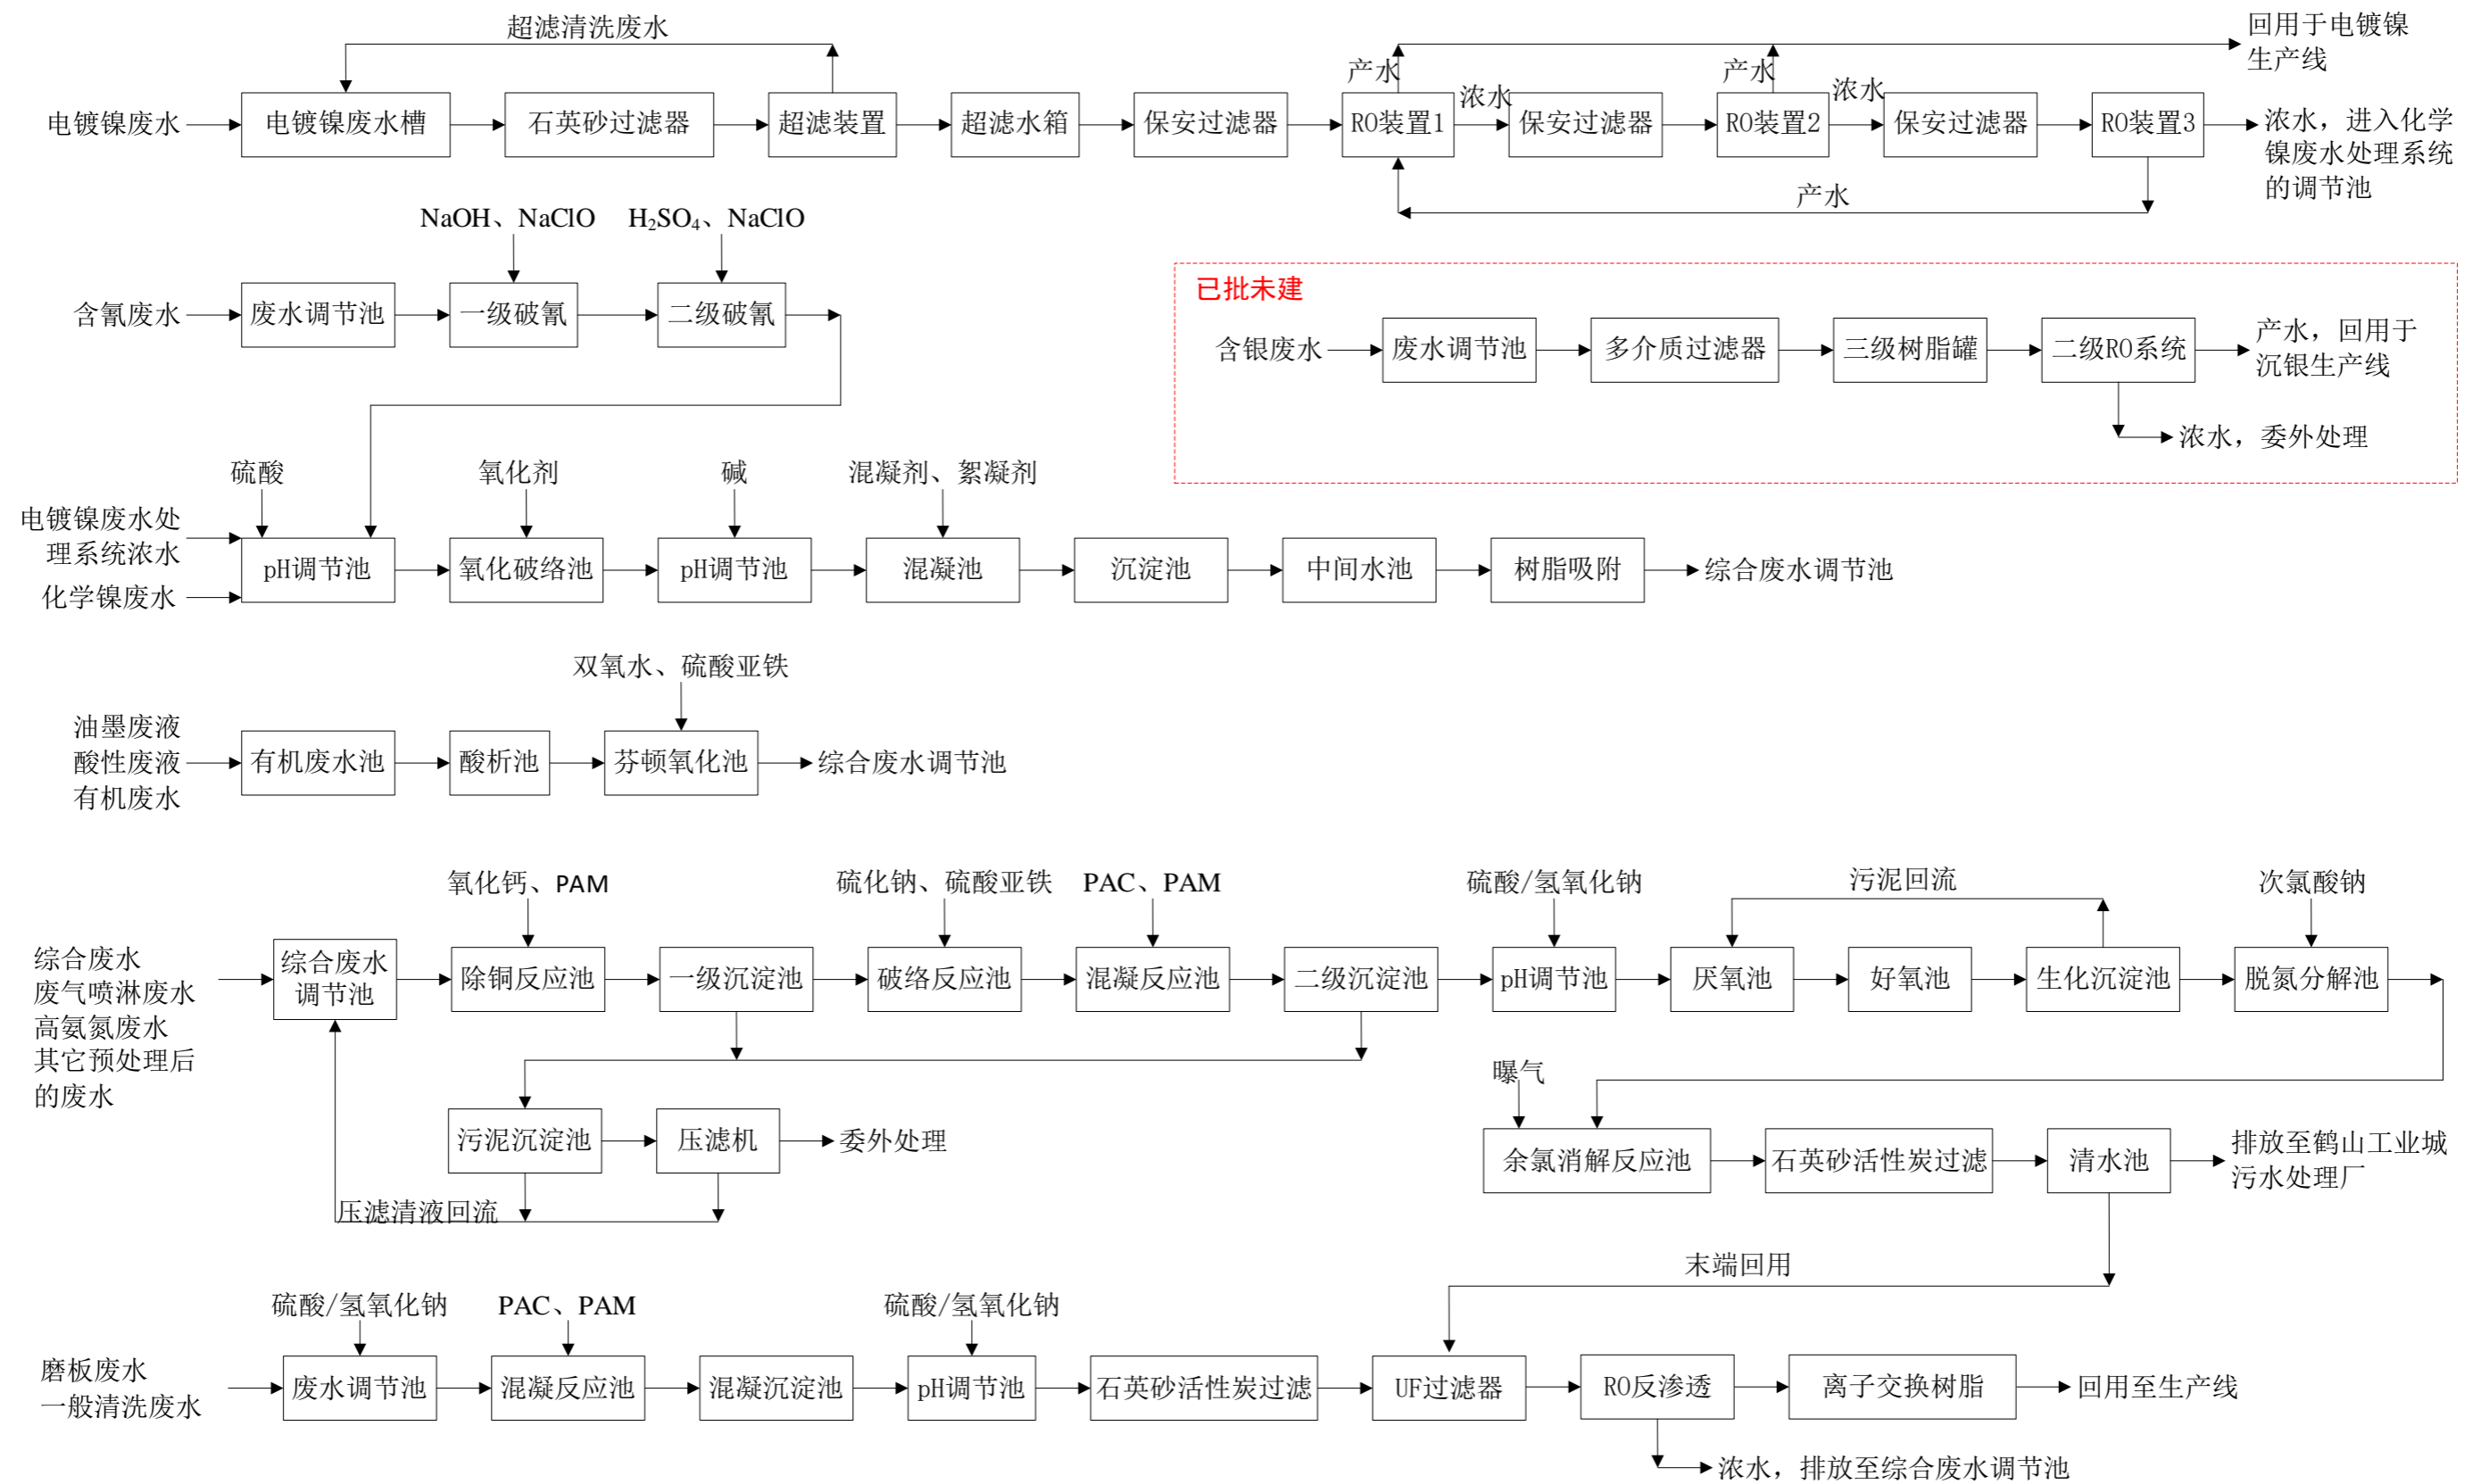 超滤清洗废水
回用于电镀镍
生产线
产水
浓水
产水
浓水
电镀镍废水
电镀镍废水槽
石英砂过滤器
超滤装置
超滤水箱
保安过滤器
RO装置1
保安过滤器
RO装置2
保安过滤器
RO装置3
浓水，进入化学
镍废水处理系统
的调节池
产水
NaOH、NaClO
H₂SO₄、NaClO
含氰废水
废水调节池
一级破氰
二级破氰
已批未建
含银废水
废水调节池
多介质过滤器
三级树脂罐
二级RO系统
产水，回用于
沉银生产线
浓水，委外处理
硫酸
氧化剂
碱
混凝剂、絮凝剂
电镀镍废水处
理系统浓水
化学镍废水
pH调节池
氧化破络池
pH调节池
混凝池
沉淀池
中间水池
树脂吸附
综合废水调节池
双氧水、硫酸亚铁
油墨废液
酸性废液
有机废水
有机废水池
酸析池
芬顿氧化池
综合废水调节池
氧化钙、PAM
硫化钠、硫酸亚铁
PAC、PAM
硫酸/氢氧化钠
污泥回流
次氯酸钠
综合废水
废气喷淋废水
高氨氮废水
其它预处理后
的废水
综合废水
调节池
除铜反应池
一级沉淀池
破络反应池
混凝反应池
二级沉淀池
pH调节池
厌氧池
好氧池
生化沉淀池
脱氮分解池
曝气
污泥沉淀池
压滤机
委外处理
余氯消解反应池
石英砂活性炭过滤
清水池
排放至鹤山工业城
污水处理厂
压滤清液回流
末端回用
硫酸/氢氧化钠
PAC、PAM
硫酸/氢氧化钠
磨板废水
一般清洗废水
废水调节池
混凝反应池
混凝沉淀池
pH调节池
石英砂活性炭过滤
UF过滤器
RO反渗透
离子交换树脂
回用至生产线
浓水，排放至综合废水调节池